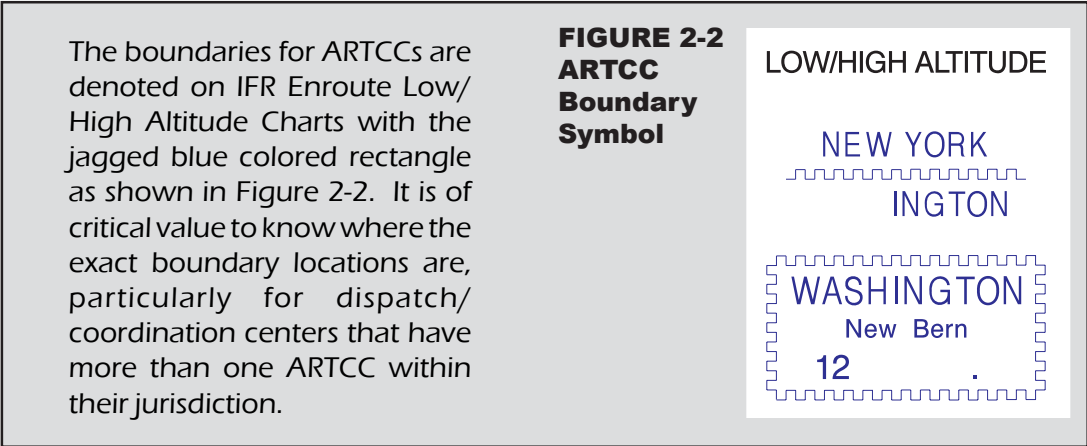 The boundaries for ARTCCs are
denoted on IFR Enroute Low/
High Altitude Charts with the
jagged blue colored rectangle
as shown in Figure 2-2. It is of
critical value to know where the
exact boundary locations are,
particularly for dispatch/
coordination centers that have
more than one ARTCC within
their jurisdiction.
FIGURE 2-2
ARTCC
Boundary
Symbol
LOW/HIGH ALTITUDE
NEW YORK
INGTON
WASHINGTON
New Bern
12 .